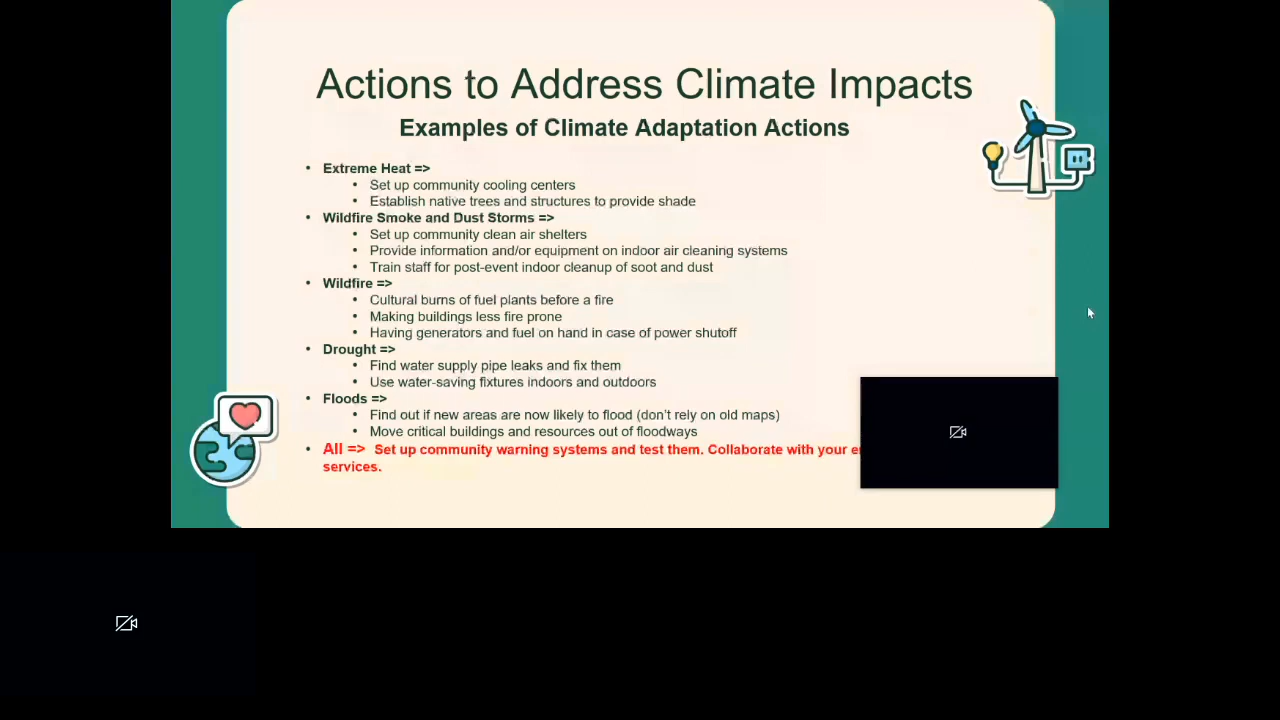 Actions to Address Climate Impacts
Examples of Climate Adaptation Actions
• Extreme Heat =>
• Set up community cooling centers
• Establish native trees and structures to provide shade
• Wildfire Smoke and Dust Storms =>
• Set up community clean air shelters
• Provide information and/or equipment on indoor air cleaning systems
• Train staff for post-event indoor cleanup of soot and dust
• Wildfire =>
• Cultural burns of fuel plants before a fire
• Making buildings less fire prone
• Having generators and fuel on hand in case of power shutoff
• Drought =>
• Find water supply pipe leaks and fix them
• Use water-saving fixtures indoors and outdoors
• Floods =>
• Find out if new areas are now likely to flood (don't rely on old maps)
• Move critical buildings and resources out of floodways
• All => Set up community warning systems and test them. Collaborate with your
services.